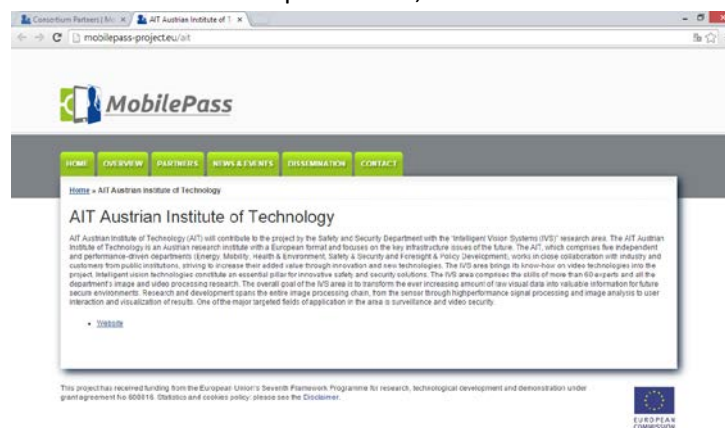 Consortium Partners | Mo
AIT Austrian Institute of T
mobilepass-project.eu/ait
MobilePass
HOME OVERVIEW PARTNERS NEWS & EVENTS DISSEMINATION CONTACT
Home » AIT Austrian Institute of Technology
AIT Austrian Institute of Technology
AIT Austrian Institute of Technology (AIT) will contribute to the project by the Safety and Security Department with the "Intelligent Vision Systems (IVS)" research area. The AIT Austrian
Institute of Technology is an Austrian research institute with a European format and focuses on the key infrastructure issues of the future. The AIT, which comprises five independent
and performance-driven departments (Energy, Mobility, Health & Environment, Safety & Security and Foresight & Policy Development), works in close collaboration with industry and
customers from public institutions, striving to increase their added value through innovation and new technologies. The IVS area brings its know-how on video technologies into the
project. Intelligent vision technologies constitute an essential pillar for innovative safety and security solutions. The IVS area comprises the skills of more than 60 experts and all the
department's image and video processing research. The overall goal of the IVS area is to transform the ever increasing amount of raw visual data into valuable information for future
secure environments. Research and development spans the entire image processing chain, from the sensor through highperformance signal processing and image analysis to user
interaction and visualization of results. One of the major targeted fields of application in the area is surveillance and video security.
Website
This project has received funding from the European Union's Seventh Framework Programme for research, technological development and demonstration under
grant agreement No 608016. Statistics and cookies policy: please see the Disclaimer.
EUROPEAN
COMMISSION